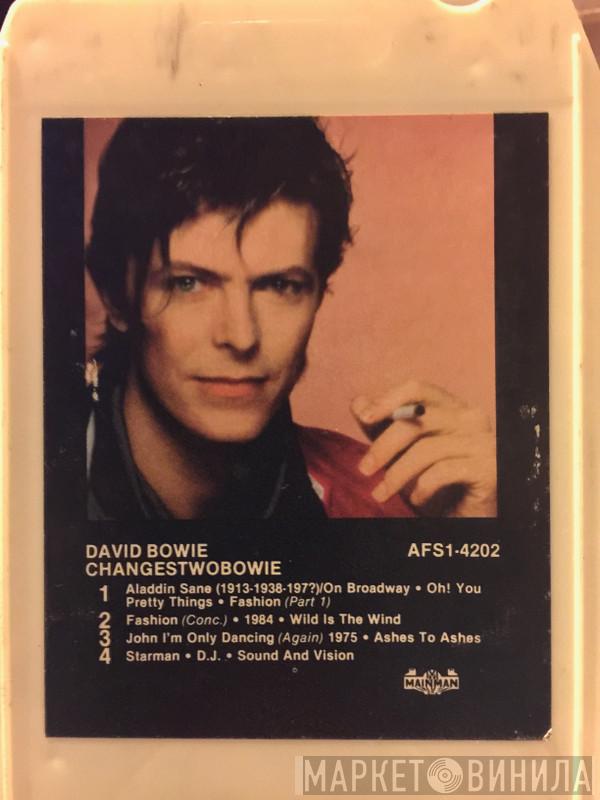 DAVID BOWIE AFS1-4202
CHANGESTWOBOWIE
1 Aladdin Sane (1913-1938-197?)/On Broadway • Oh! You
Pretty Things • Fashion (Part 1)
2 Fashion (Conc.) • 1984 • Wild Is The Wind
3 John I'm Only Dancing (Again) 1975 • Ashes To Ashes
4 Starman • D.J. • Sound And Vision
MAINMAN
МАРКЕТ ВИНИЛА